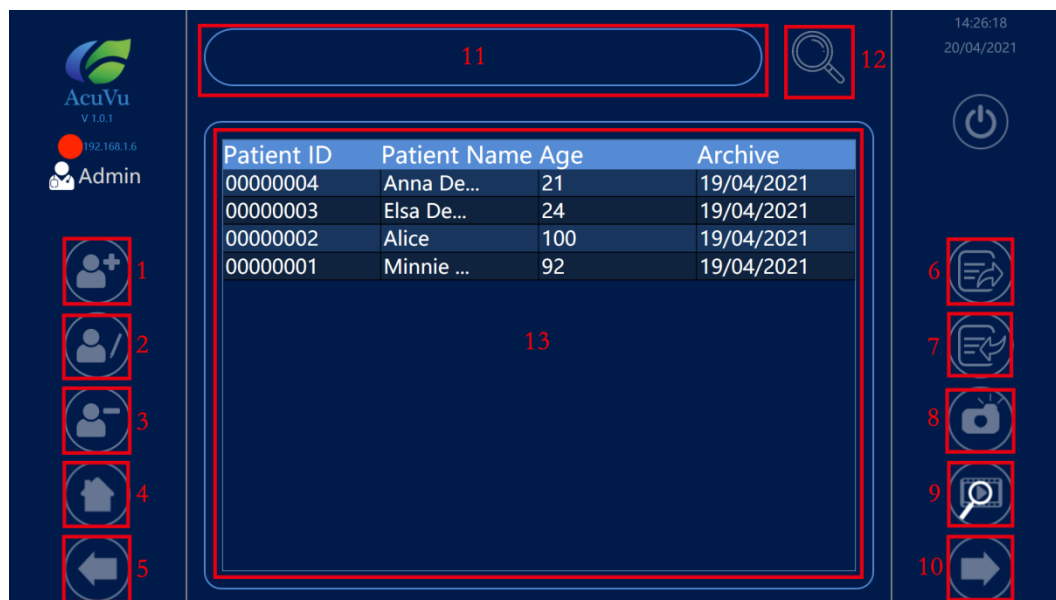 14:26:18
20/04/2021
11
12
AcuVu
V 1.0.1
192.168.1.6
Admin
Patient ID Patient Name Age Archive
00000004 Anna De... 21 19/04/2021
00000003 Elsa De... 24 19/04/2021
00000002 Alice 100 19/04/2021
00000001 Minnie ... 92 19/04/2021
13
1
2
3
4
5
6
7
8
9
10